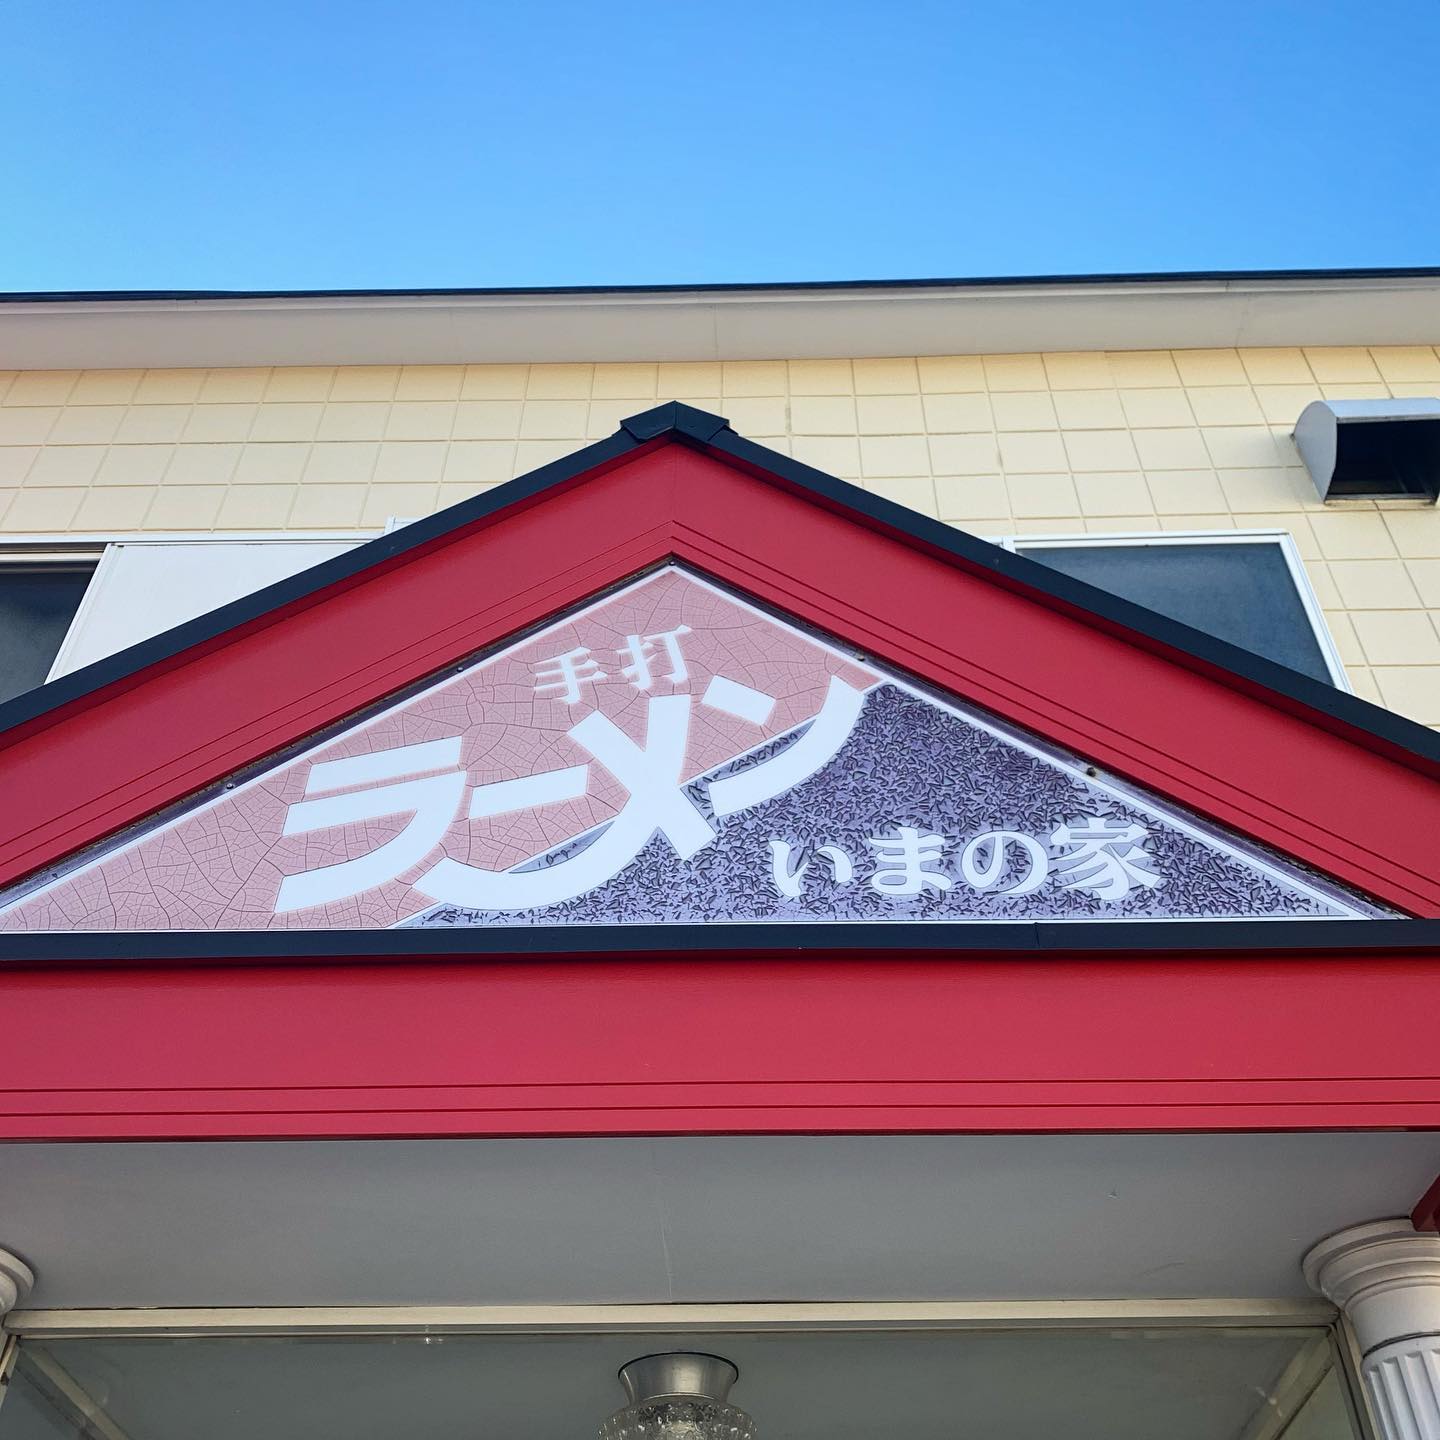 手打
ラーメン
いまの家